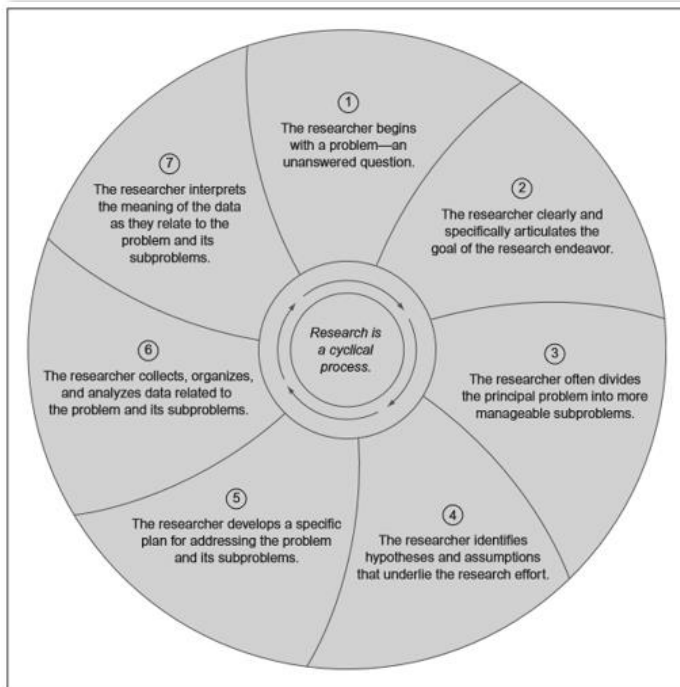 ①
The researcher begins
with a problem—an
unanswered question.
②
The researcher clearly and
specifically articulates the
goal of the research endeavor.
③
The researcher often divides
the principal problem into more
manageable subproblems.
④
The researcher identifies
hypotheses and assumptions
that underlie the research effort.
⑤
The researcher develops a specific
plan for addressing the problem
and its subproblems.
⑥
The researcher collects, organizes,
and analyzes data related to
the problem and its subproblems.
⑦
The researcher interprets
the meaning of the data
as they relate to the
problem and its
subproblems.
Research is
a cyclical
process.